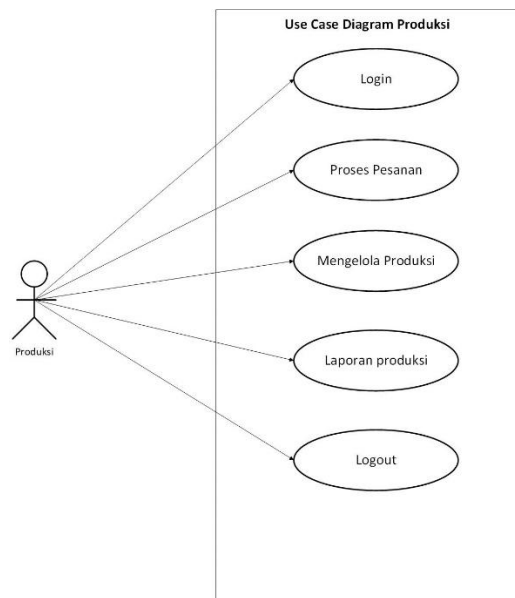 Use Case Diagram Produksi
Login
Proses Pesanan
Mengelola Produksi
Produksi
Laporan produksi
Logout